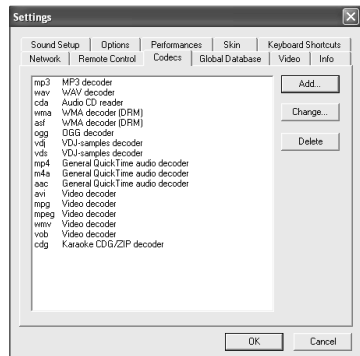 Settings
Sound Setup Options Performances Skin Keyboard Shortcuts
Network Remote Control Codecs Global Database Video Info
mp3 MP3 decoder
wav WAV decoder
cda Audio CD reader
wma WMA decoder (DRM)
asf WMA decoder (DRM)
ogg OGG decoder
vdj VDJ-samples decoder
vds VDJ-samples decoder
mp4 General QuickTime audio decoder
m4a General QuickTime audio decoder
aac General QuickTime audio decoder
avi Video decoder
mpg Video decoder
mpeg Video decoder
wmv Video decoder
vob Video decoder
cdg Karaoke CDG/ZIP decoder
Add...
Change...
Delete
OK Cancel